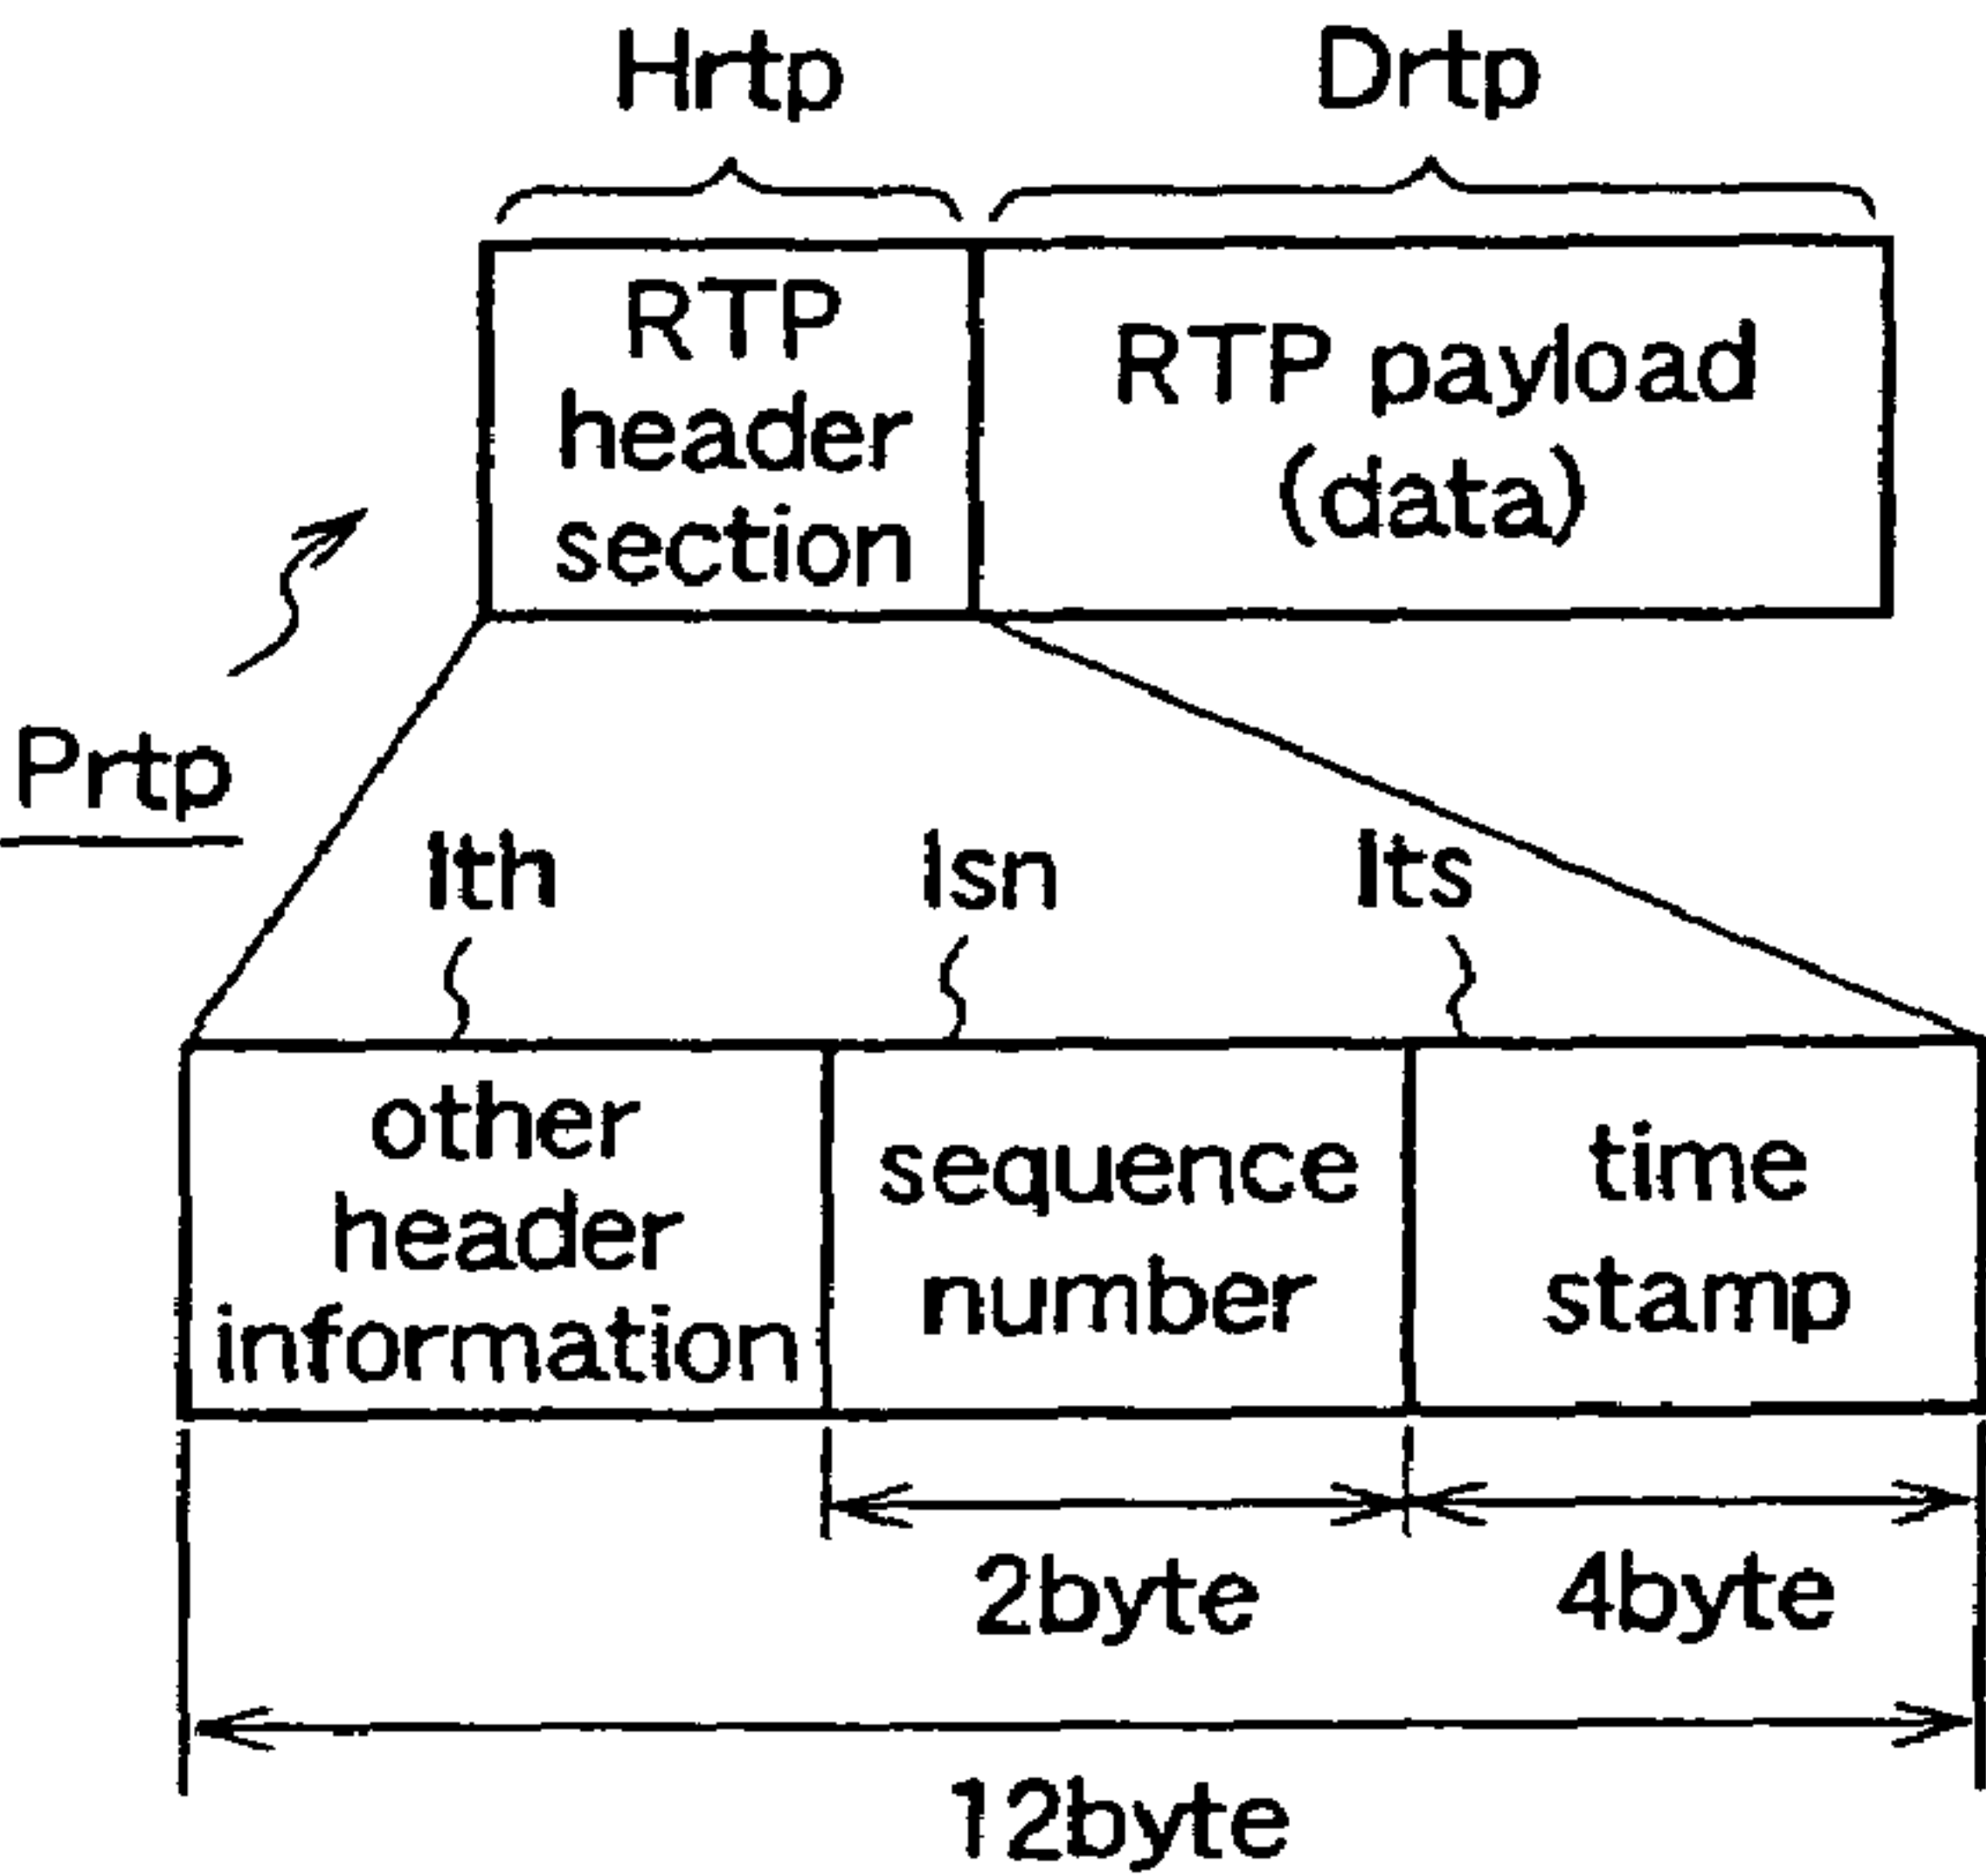 Hrtp
Drtp
RTP
header
section
RTP payload
(data)
Prtp
Ith
Isn
Its
other
header
information
sequence
number
time
stamp
2byte
4byte
12byte